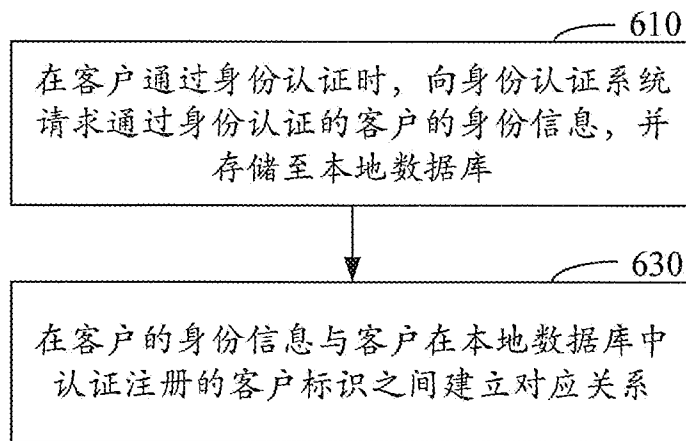 610
在客户通过身份认证时，向身份认证系统
请求通过身份认证的客户的身份信息，并
存储至本地数据库
630
在客户的身份信息与客户在本地数据库中
认证注册的客户标识之间建立对应关系